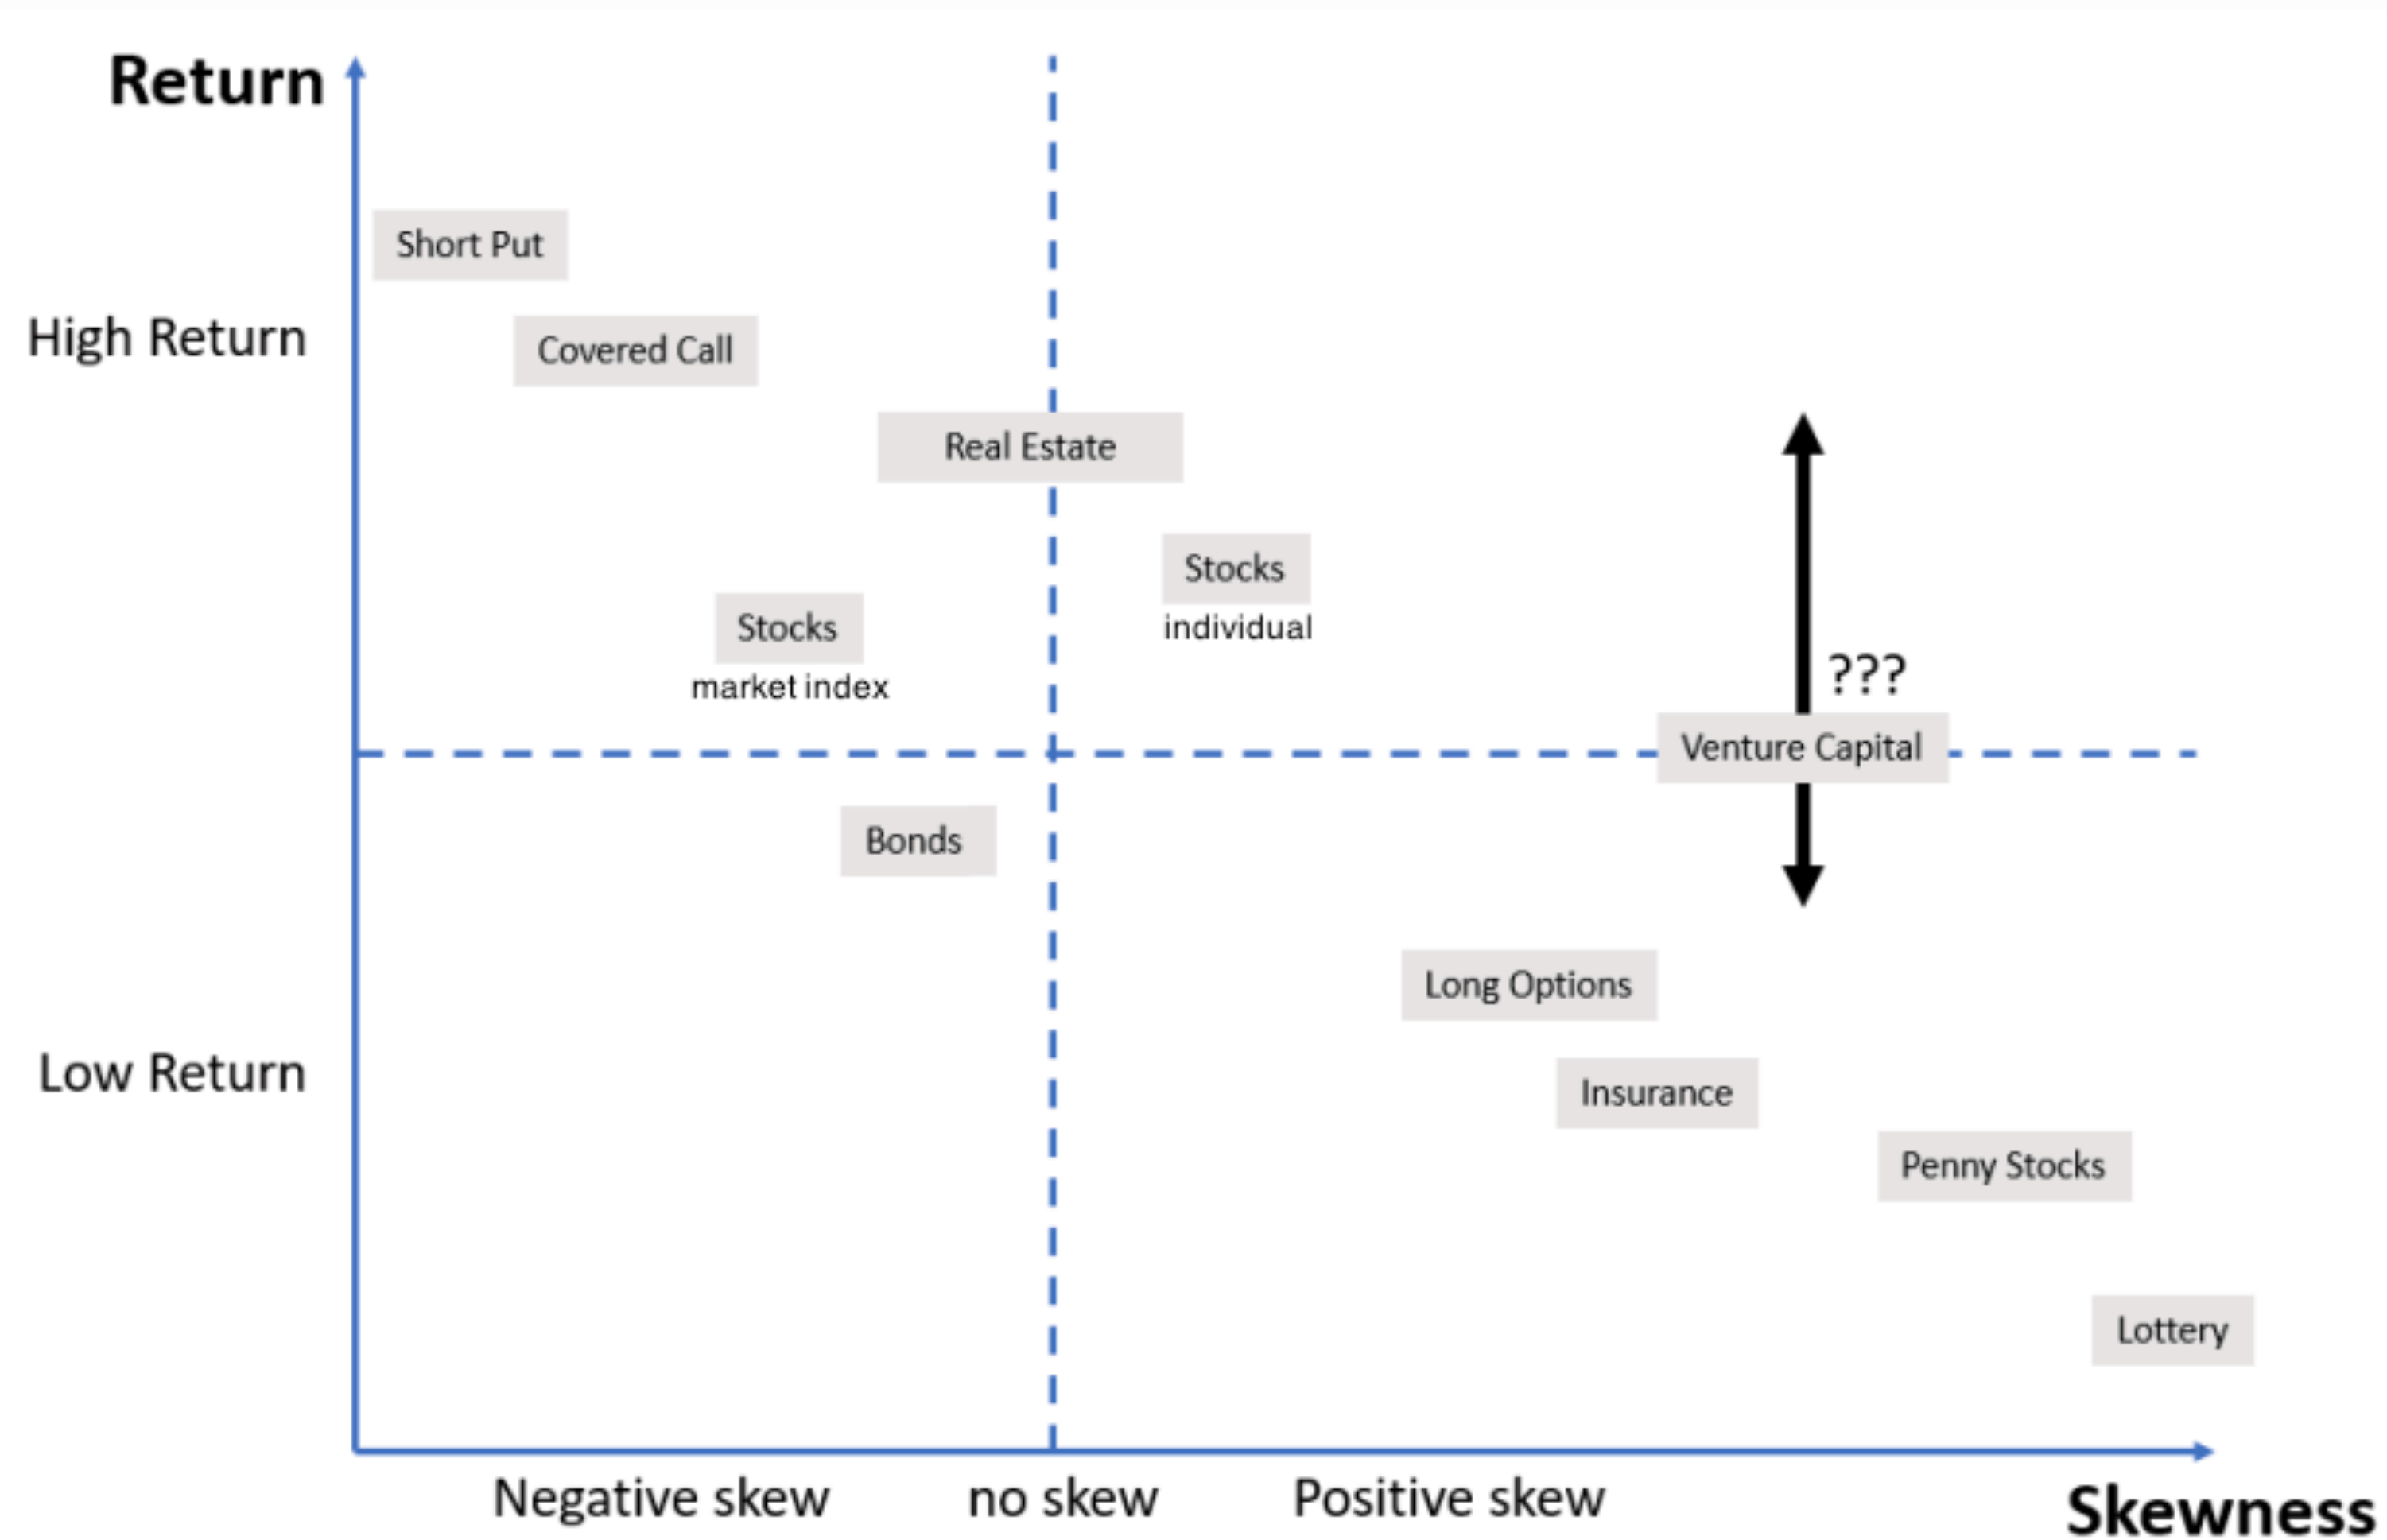 Return
Short Put
High Return
Covered Call
Real Estate
Stocks
individual
Stocks
market index
???
Venture Capital
Bonds
Long Options
Low Return
Insurance
Penny Stocks
Lottery
Negative skew
no skew
Positive skew
Skewness